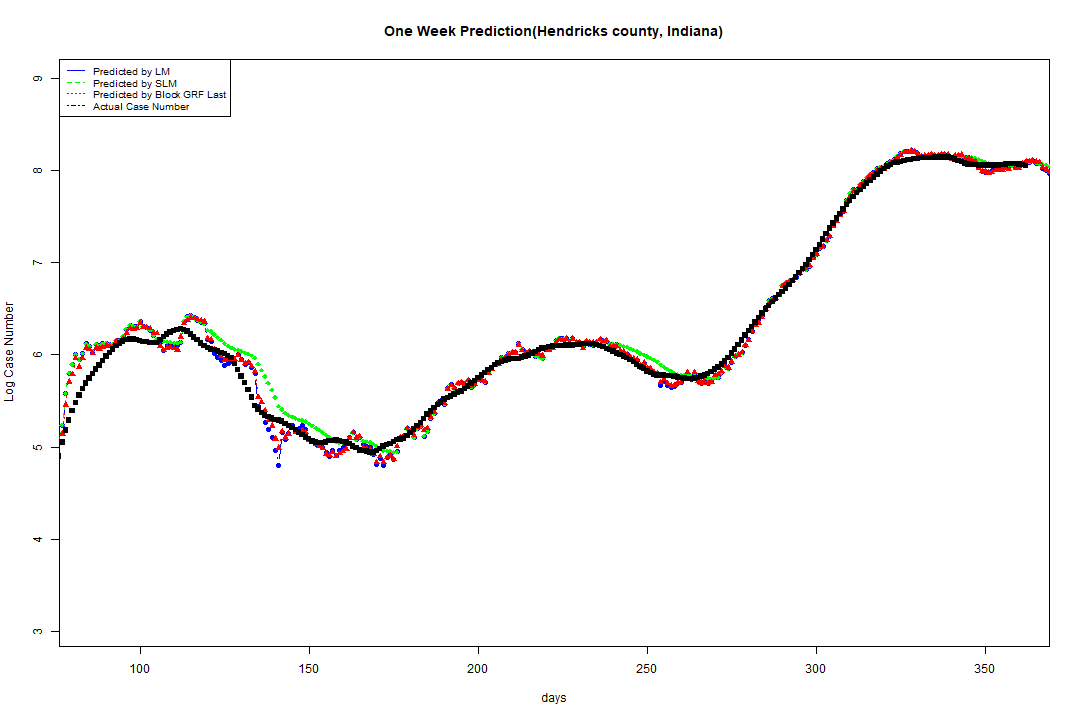 One Week Prediction(Hendricks county, Indiana)
Predicted by LM
Predicted by SLM
Predicted by Block GRF Last
Actual Case Number
9
8
7
6
5
4
3
Log Case Number
100 150 200 250 300 350
days